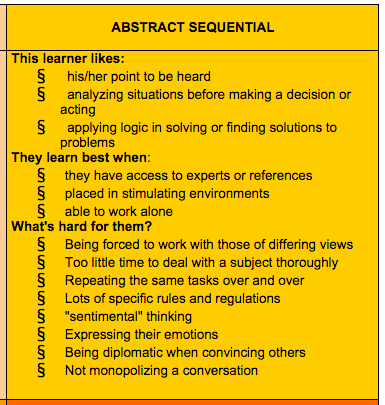 ABSTRACT SEQUENTIAL
This learner likes:
§ his/her point to be heard
§ analyzing situations before making a decision or
acting
§ applying logic in solving or finding solutions to
problems
They learn best when:
§ they have access to experts or references
§ placed in stimulating environments
§ able to work alone
What's hard for them?
§ Being forced to work with those of differing views
§ Too little time to deal with a subject thoroughly
§ Repeating the same tasks over and over
§ Lots of specific rules and regulations
§ "sentimental" thinking
§ Expressing their emotions
§ Being diplomatic when convincing others
§ Not monopolizing a conversation